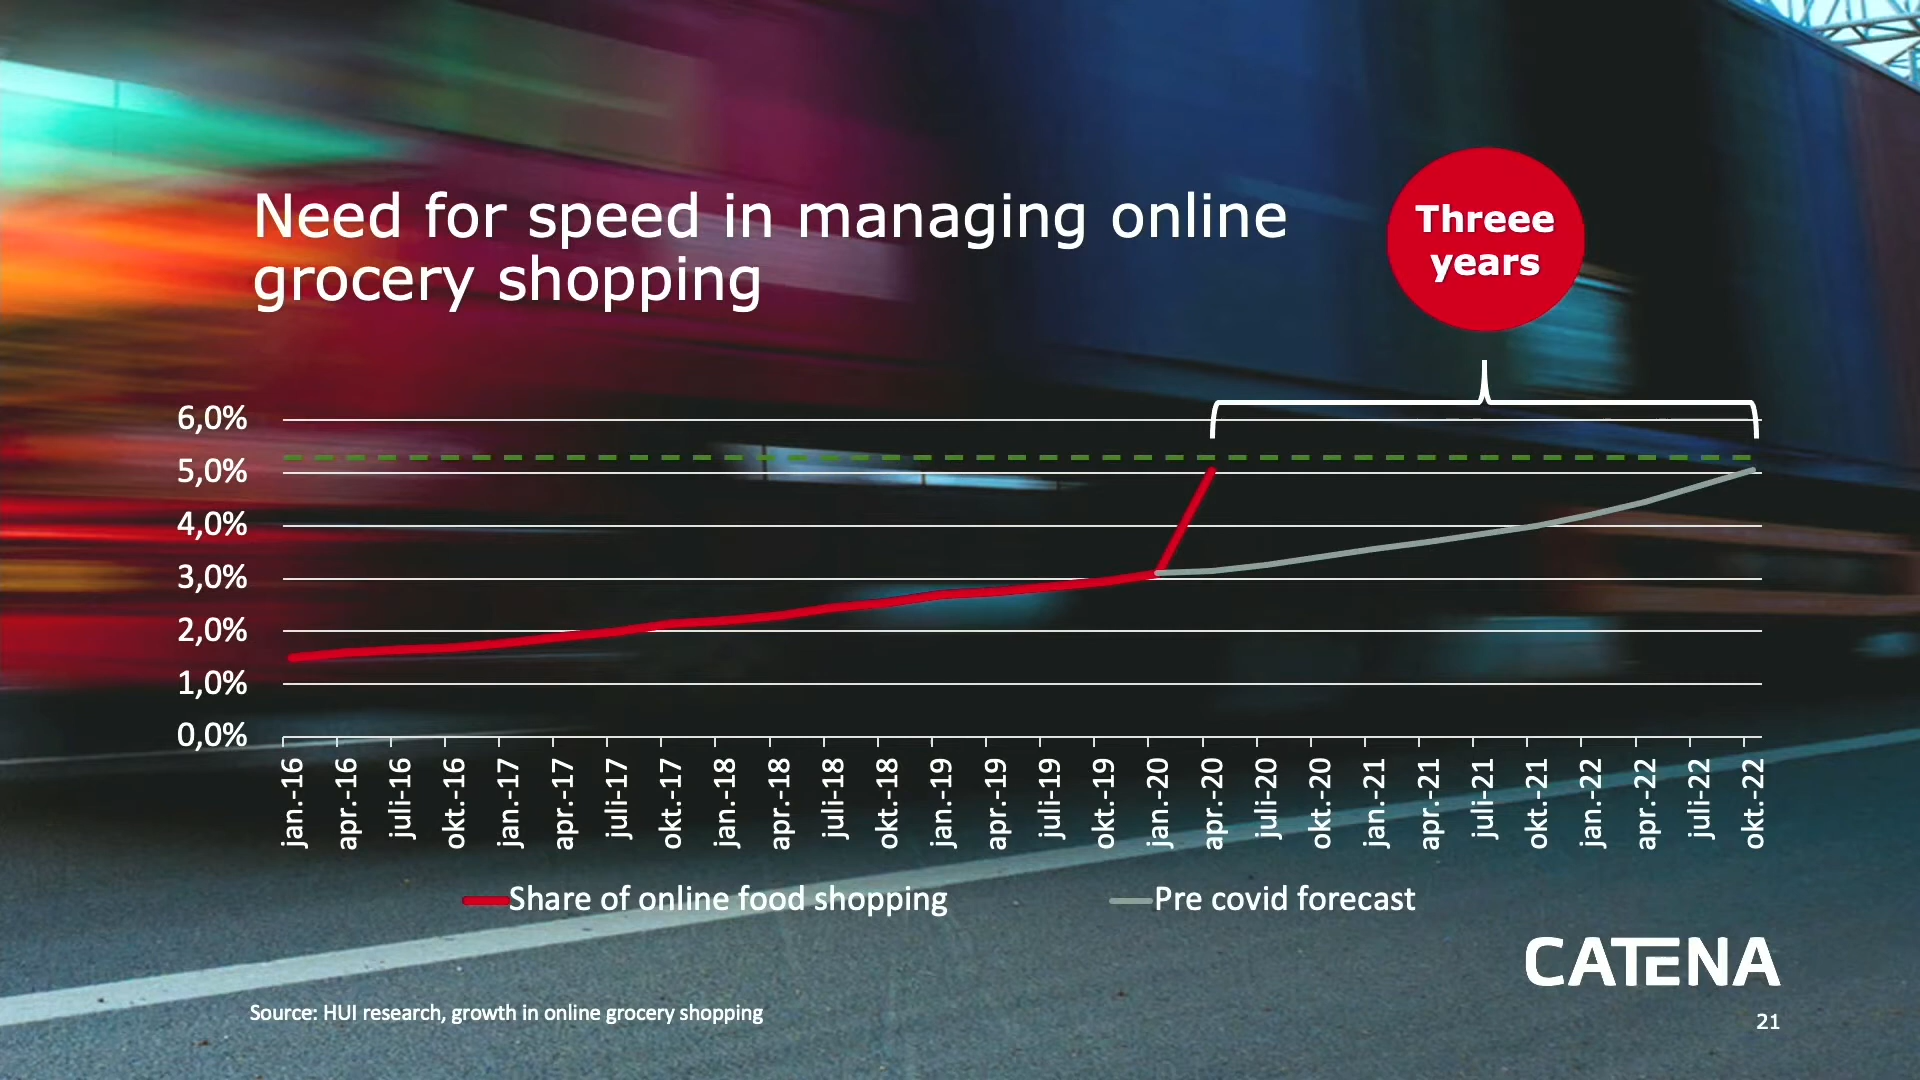 Need for speed in managing online
grocery shopping
Threee
years
6,0%
5,0%
4,0%
3,0%
2,0%
1,0%
0,0%
jan.-16
apr.-16
juli-16
okt.-16
jan.-17
apr.-17
juli-17
okt.-17
jan.-18
apr.-18
juli-18
okt.-18
jan.-19
apr.-19
juli-19
okt.-19
jan.-20
apr.-20
juli-20
okt.-20
jan.-21
apr.-21
juli-21
okt.-21
jan.-22
apr.-22
juli-22
okt.-22
Share of online food shopping
Pre covid forecast
CATENA
Source: HUI research, growth in online grocery shopping
21